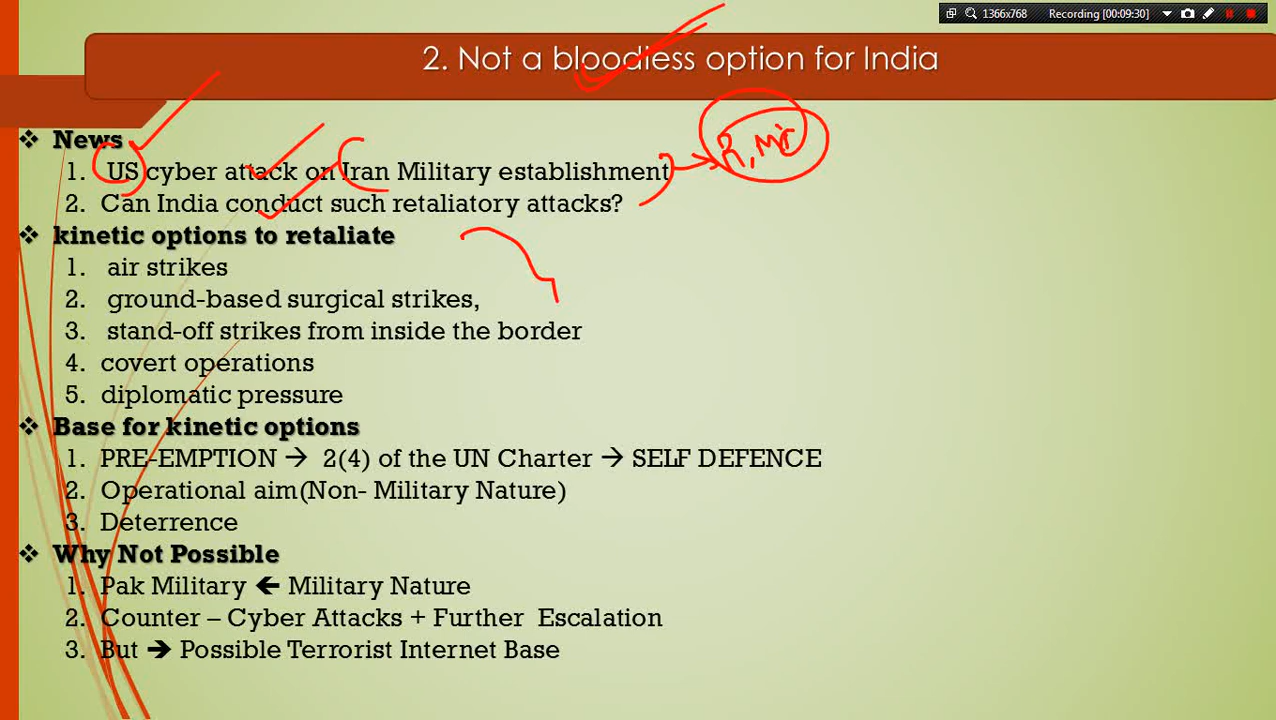 1366x768 Recording [00:09:30]
2. Not a bloodless option for India
❖ News
1. US cyber attack on Iran Military establishment
R, Mi
2. Can India conduct such retaliatory attacks?
❖ kinetic options to retaliate
1. air strikes
2. ground-based surgical strikes,
3. stand-off strikes from inside the border
4. covert operations
5. diplomatic pressure
❖ Base for kinetic options
1. PRE-EMPTION → 2(4) of the UN Charter → SELF DEFENCE
2. Operational aim(Non- Military Nature)
3. Deterrence
❖ Why Not Possible
1. Pak Military 🡸 Military Nature
2. Counter – Cyber Attacks + Further Escalation
3. But ➔ Possible Terrorist Internet Base